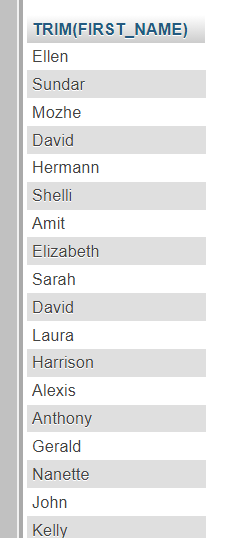 TRIM(FIRST_NAME)
Ellen
Sundar
Mozhe
David
Hermann
Shelli
Amit
Elizabeth
Sarah
David
Laura
Harrison
Alexis
Anthony
Gerald
Nanette
John
Kelly